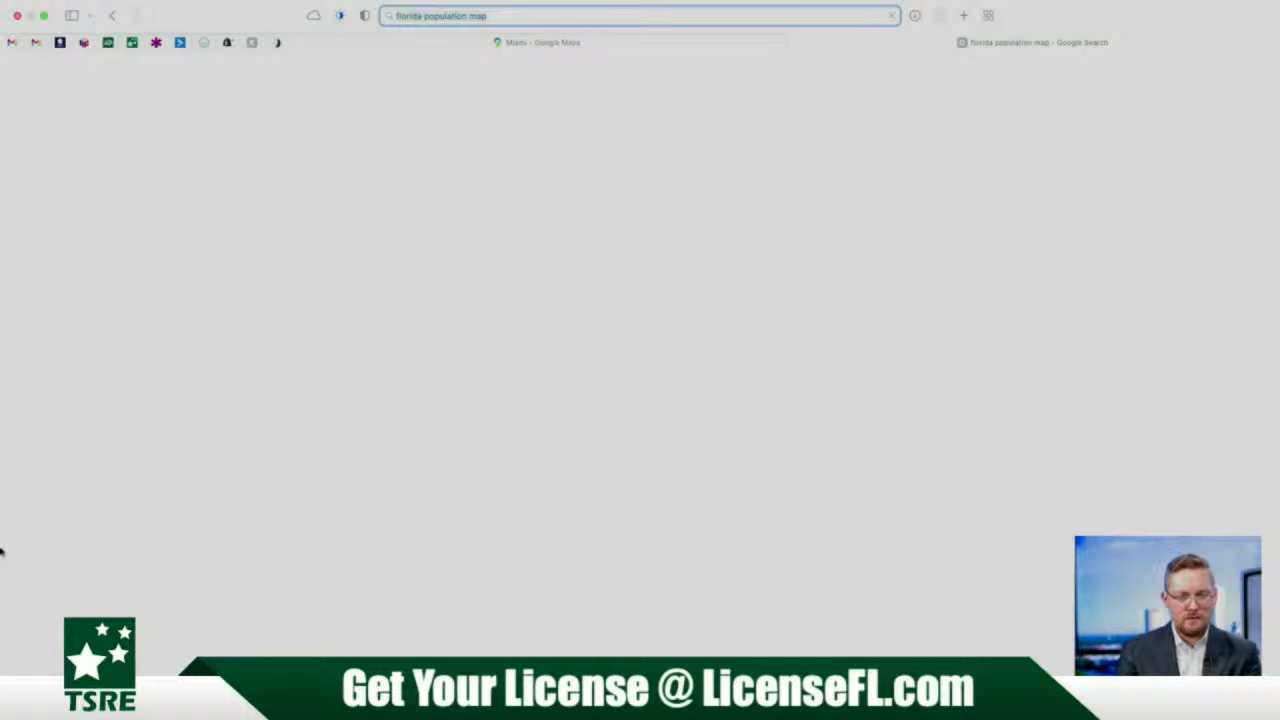 florida population map
Miami - Google Maps
florida population map - Google Search
TSRE
Get Your License @ LicenseFL.com